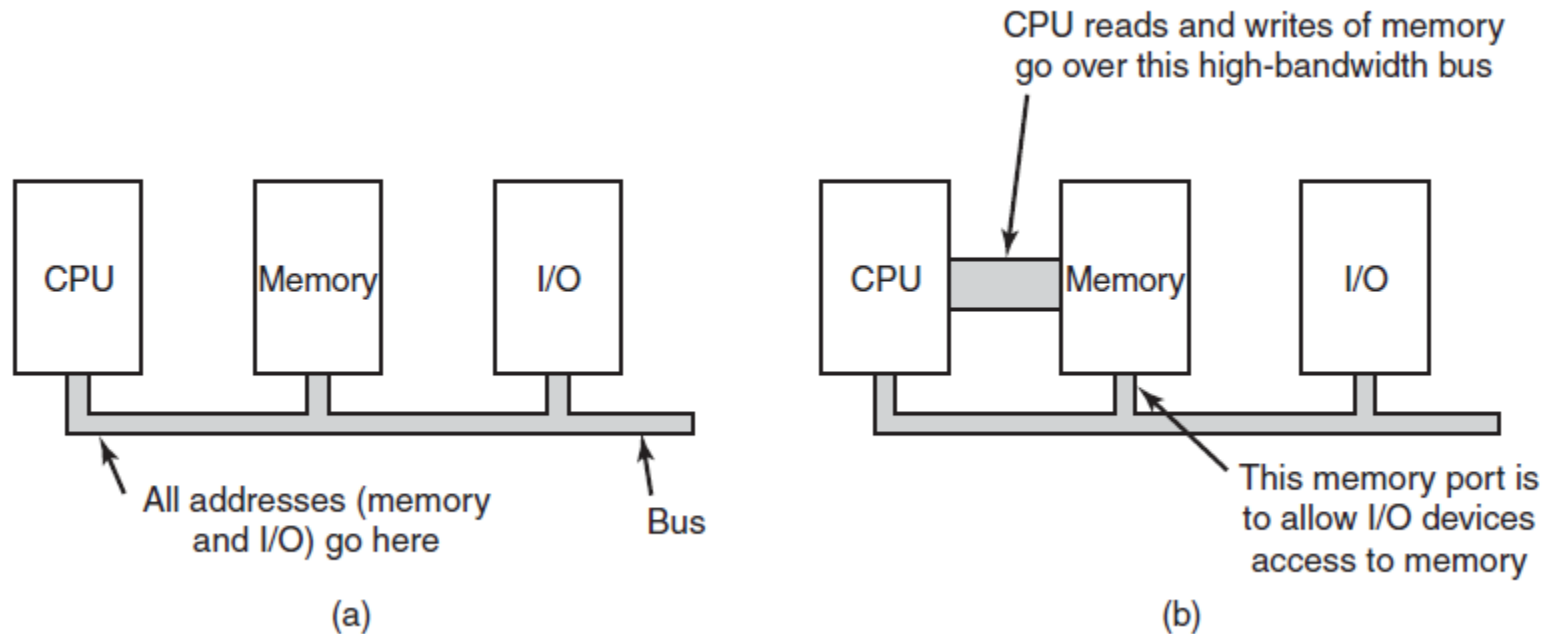 CPU reads and writes of memory
go over this high-bandwidth bus
CPU
Memory
I/O
All addresses (memory
and I/O) go here
Bus
(a)
CPU
Memory
I/O
This memory port is
to allow I/O devices
access to memory
(b)